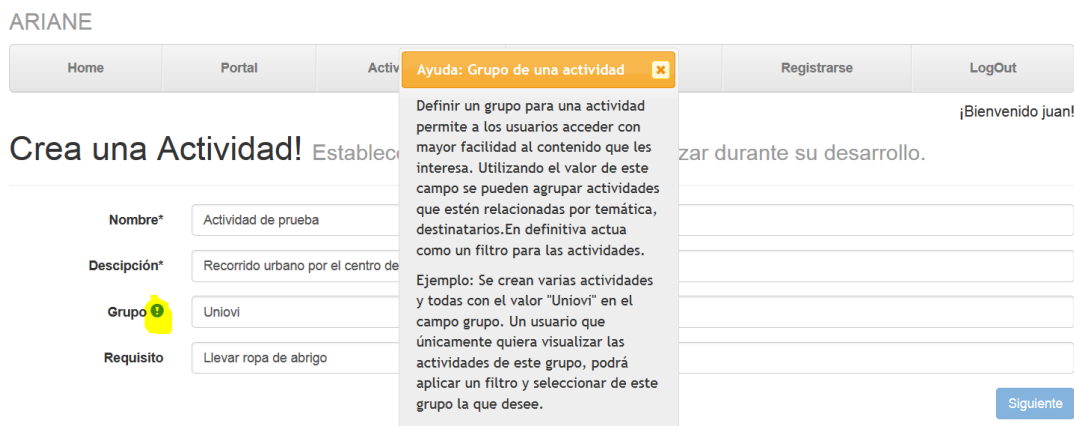 ARIANE
Home Portal Activ Registrarse LogOut
¡Bienvenido juan!
Crea una Actividad! Establec zar durante su desarrollo.
Nombre* Actividad de prueba
Descipción* Recorrido urbano por el centro de
Grupo Uniovi
Requisito Llevar ropa de abrigo
Siguiente
Ayuda: Grupo de una actividad
Definir un grupo para una actividad
permite a los usuarios acceder con
mayor facilidad al contenido que les
interesa. Utilizando el valor de este
campo se pueden agrupar actividades
que estén relacionadas por temática,
destinatarios.En definitiva actua
como un filtro para las actividades.
Ejemplo: Se crean varias actividades
y todas con el valor "Uniovi" en el
campo grupo. Un usuario que
únicamente quiera visualizar las
actividades de este grupo, podrá
aplicar un filtro y seleccionar de este
grupo la que desee.